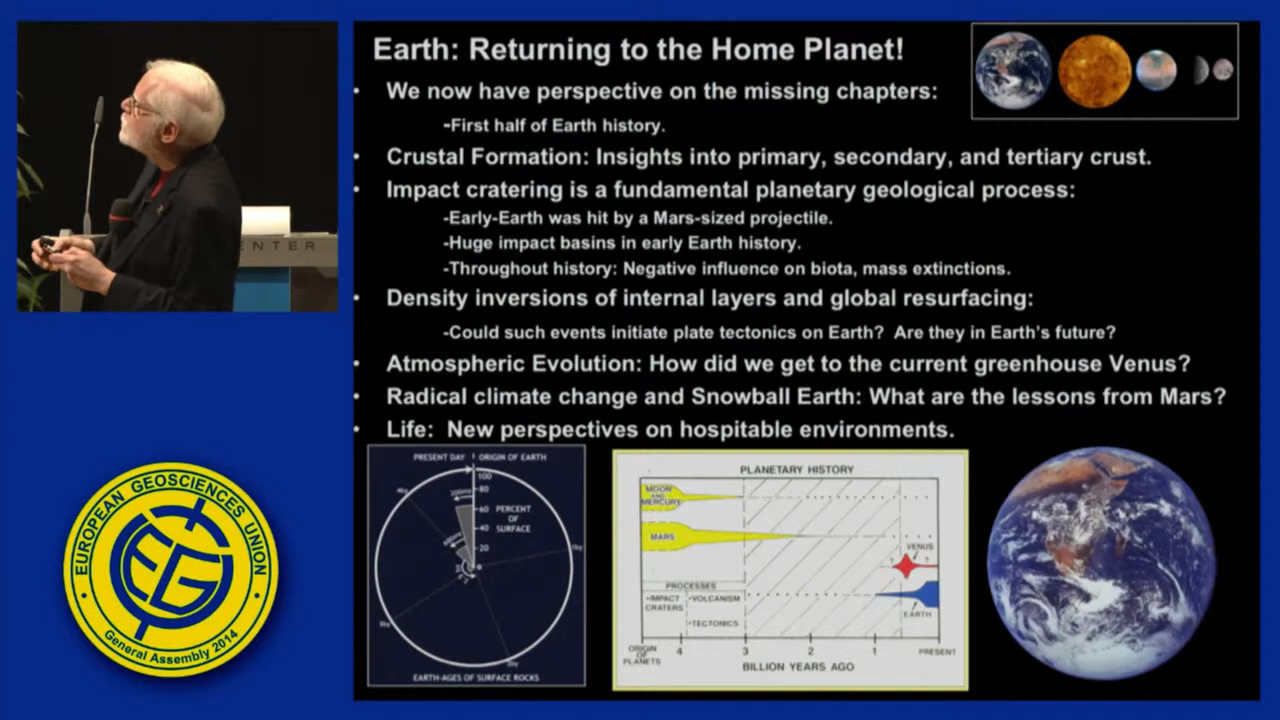 Earth: Returning to the Home Planet!
• We now have perspective on the missing chapters:
-First half of Earth history.
• Crustal Formation: Insights into primary, secondary, and tertiary crust.
• Impact cratering is a fundamental planetary geological process:
-Early-Earth was hit by a Mars-sized projectile.
-Huge impact basins in early Earth history.
-Throughout history: Negative influence on biota, mass extinctions.
• Density inversions of internal layers and global resurfacing:
-Could such events initiate plate tectonics on Earth? Are they in Earth's future?
• Atmospheric Evolution: How did we get to the current greenhouse Venus?
• Radical climate change and Snowball Earth: What are the lessons from Mars?
• Life: New perspectives on hospitable environments.
ENTER
EUROPEAN GEOSCIENCES UNION
EGU
General Assembly 2014
PRESENT DAY
ORIGIN OF EARTH
100
80
60
40
20
0
PERCENT
OF
SURFACE
EARTH-AGES OF SURFACE ROCKS
PLANETARY HISTORY
MOON
AND
MERCURY
MARS
VENUS
? ?
EARTH
PROCESSES
•IMPACT
CRATERS
•VOLCANISM
•TECTONICS
ORIGIN
OF
PLANETS
4 3 2 1 PRESENT
BILLION YEARS AGO